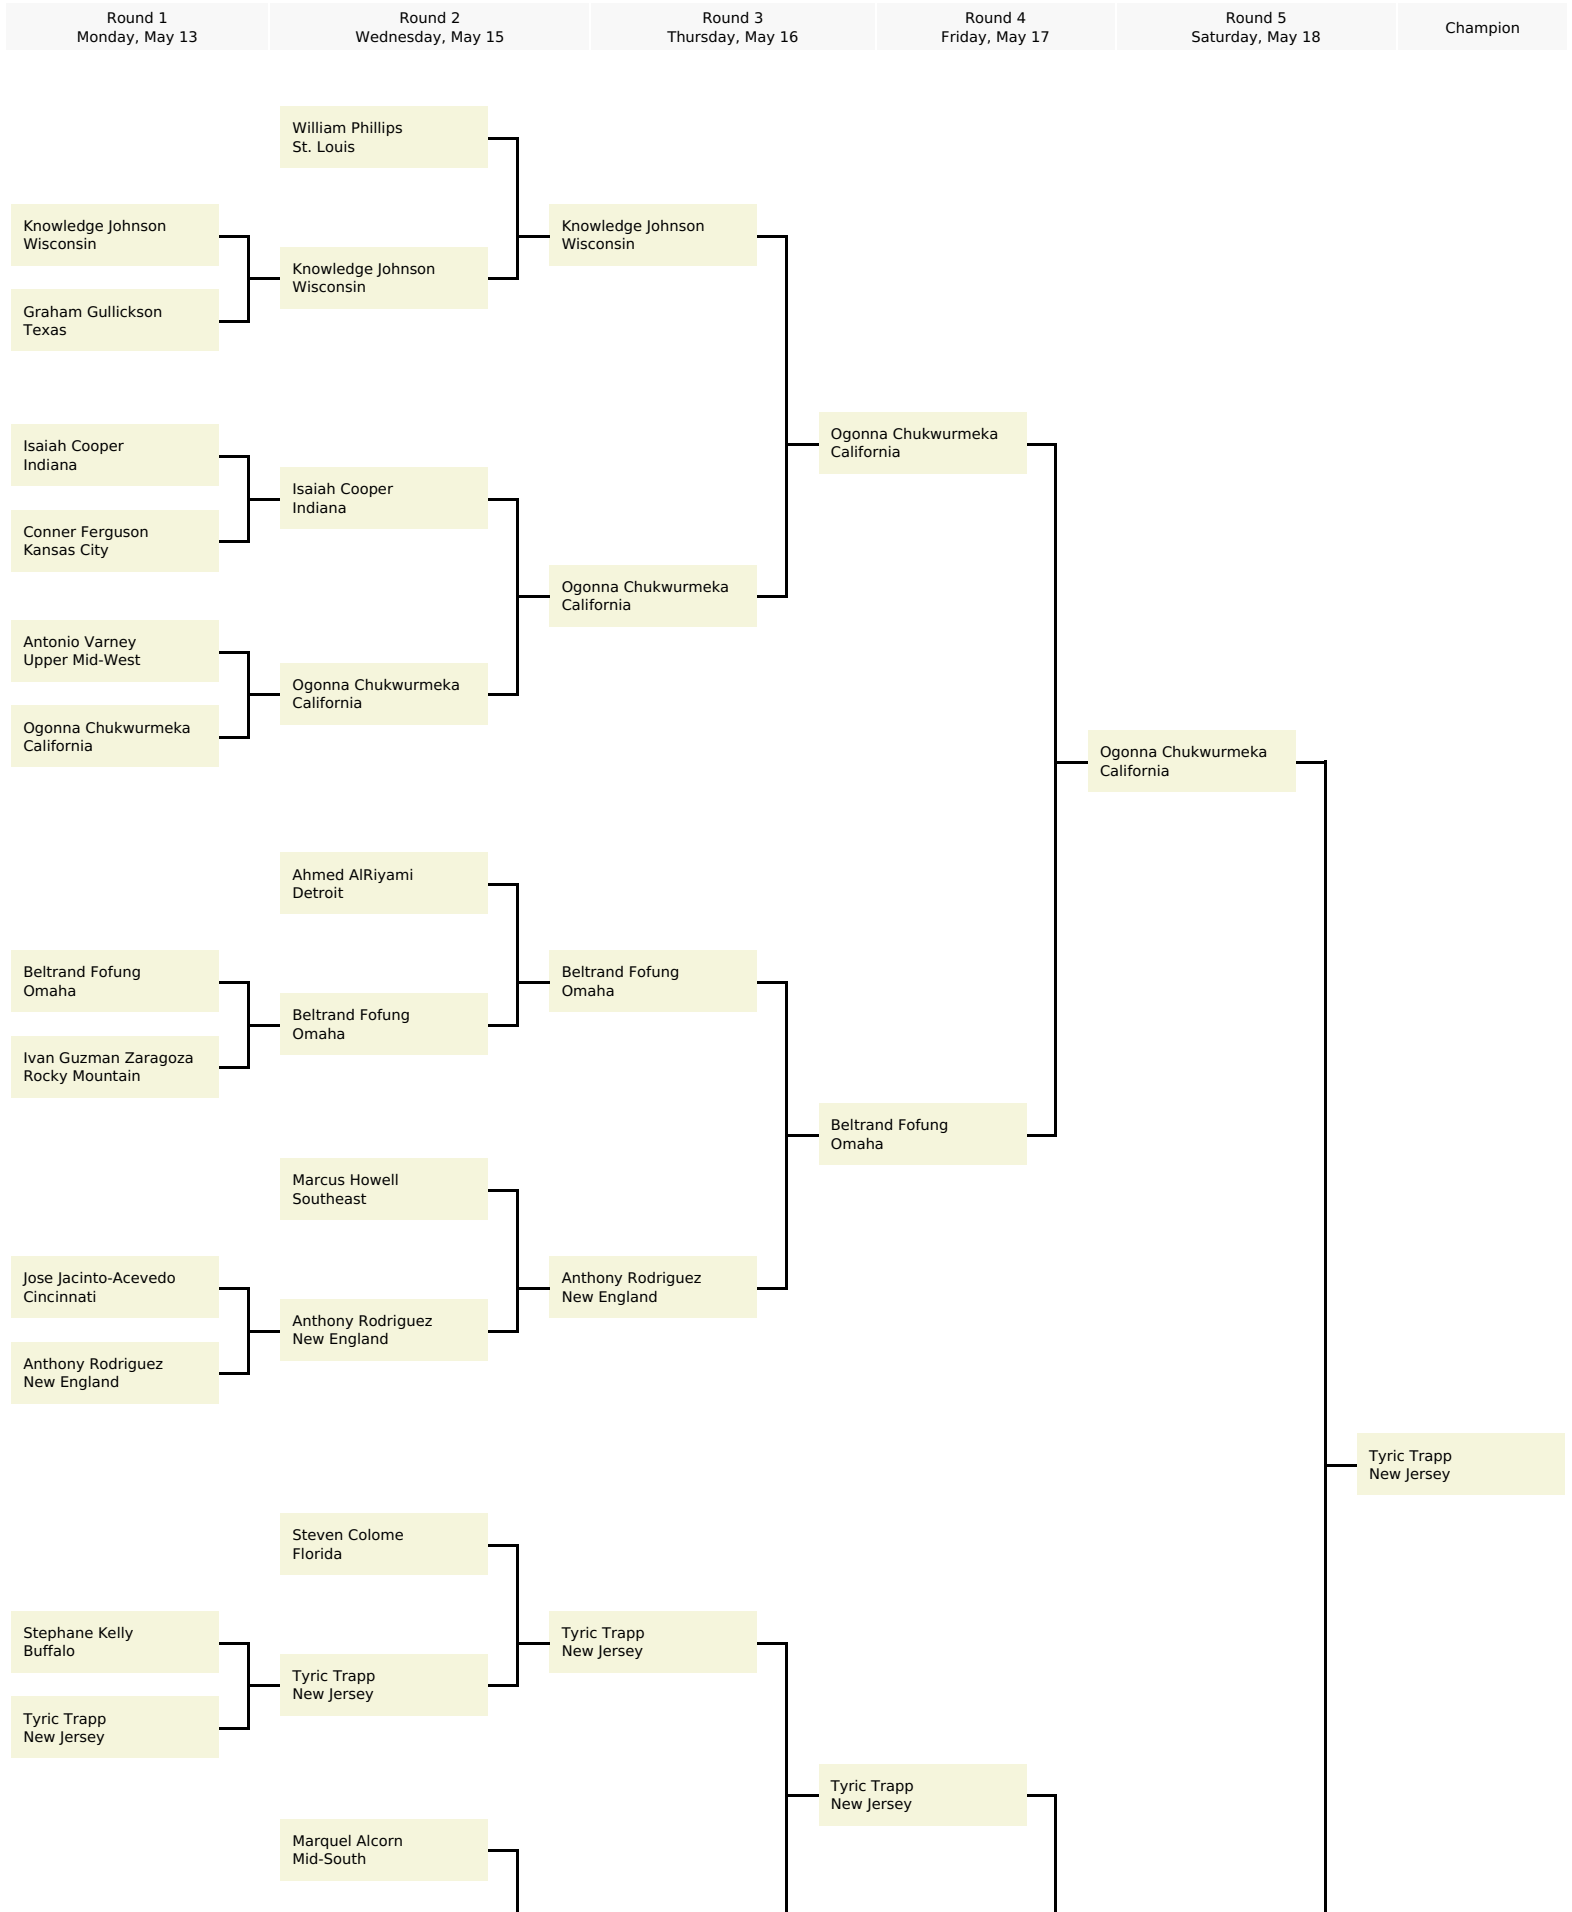 Round 1
Monday, May 13
Round 2
Wednesday, May 15
Round 3
Thursday, May 16
Round 4
Friday, May 17
Round 5
Saturday, May 18
Champion
William Phillips
St. Louis
Knowledge Johnson
Wisconsin
Knowledge Johnson
Wisconsin
Knowledge Johnson
Wisconsin
Graham Gullickson
Texas
Isaiah Cooper
Indiana
Ogonna Chukwurmeka
California
Isaiah Cooper
Indiana
Conner Ferguson
Kansas City
Ogonna Chukwurmeka
California
Antonio Varney
Upper Mid-West
Ogonna Chukwurmeka
California
Ogonna Chukwurmeka
California
Ogonna Chukwurmeka
California
Ahmed AlRiyami
Detroit
Beltrand Fofung
Omaha
Beltrand Fofung
Omaha
Beltrand Fofung
Omaha
Ivan Guzman Zaragoza
Rocky Mountain
Beltrand Fofung
Omaha
Marcus Howell
Southeast
Jose Jacinto-Acevedo
Cincinnati
Anthony Rodriguez
New England
Anthony Rodriguez
New England
Anthony Rodriguez
New England
Tyric Trapp
New Jersey
Steven Colome
Florida
Stephane Kelly
Buffalo
Tyric Trapp
New Jersey
Tyric Trapp
New Jersey
Tyric Trapp
New Jersey
Tyric Trapp
New Jersey
Marquel Alcorn
Mid-South